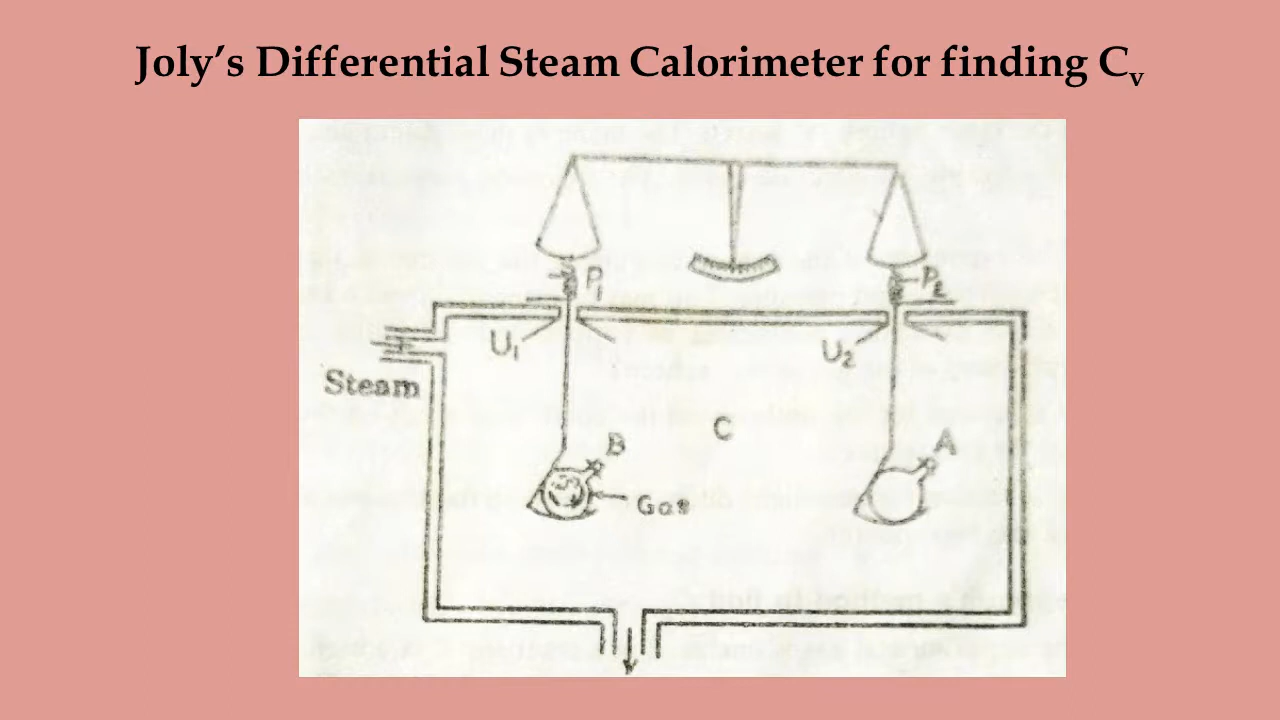 Joly's Differential Steam Calorimeter for finding Cv
P1
P2
U1
U2
Steam
C
B
A
Gas